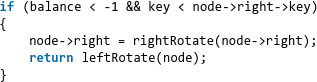 if (balance < -1 && key < node->right->key)
{
    node->right = rightRotate(node->right);
    return leftRotate(node);
}